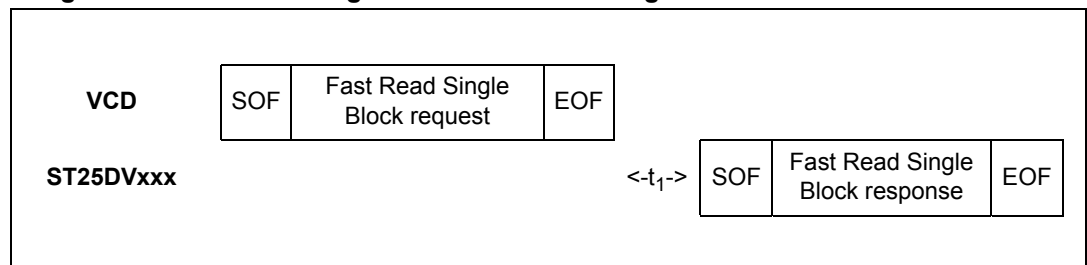 VCD SOF Fast Read Single EOF
Block request
ST25DVxxx <-t1-> SOF Fast Read Single EOF
Block response